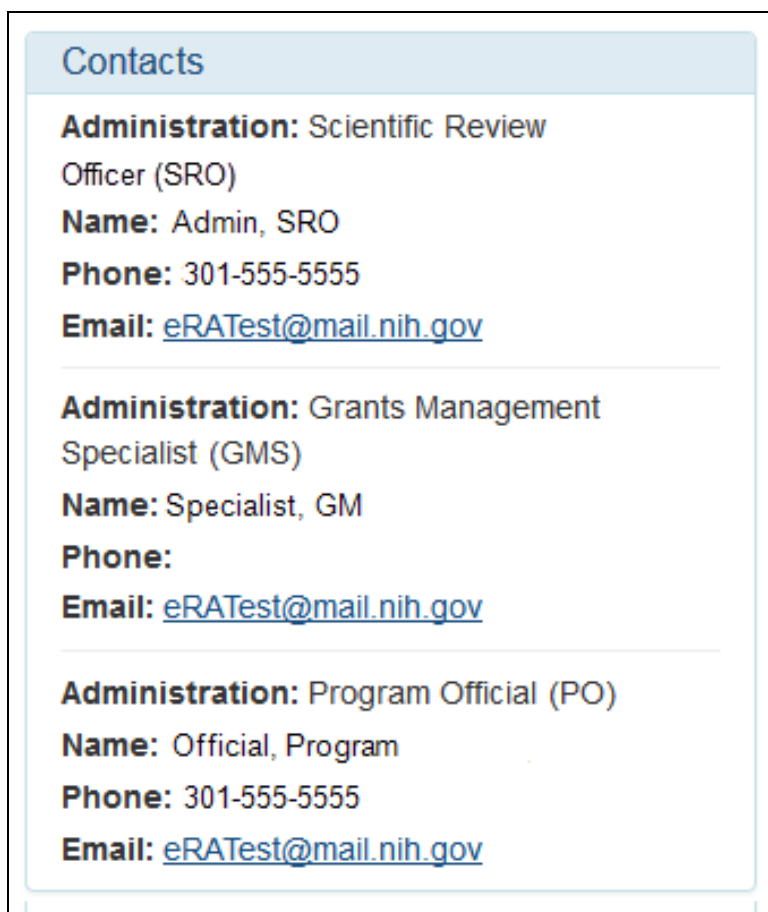 Contacts
Administration: Scientific Review
Officer (SRO)
Name: Admin, SRO
Phone: 301-555-5555
Email: eRATest@mail.nih.gov
Administration: Grants Management
Specialist (GMS)
Name: Specialist, GM
Phone:
Email: eRATest@mail.nih.gov
Administration: Program Official (PO)
Name: Official, Program
Phone: 301-555-5555
Email: eRATest@mail.nih.gov